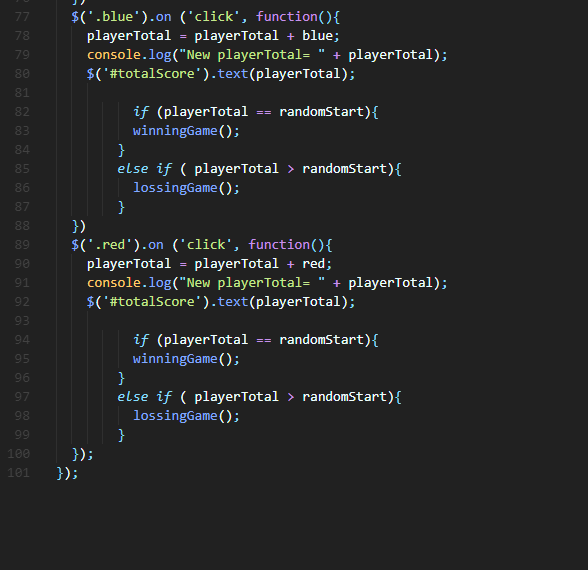 76 })
77 $('.blue').on ('click', function(){
78 playerTotal = playerTotal + blue;
79 console.log("New playerTotal= " + playerTotal);
80 $('#totalScore').text(playerTotal);
81
82 if (playerTotal == randomStart){
83 winningGame();
84 }
85 else if ( playerTotal > randomStart){
86 lossingGame();
87 }
88 })
89 $('.red').on ('click', function(){
90 playerTotal = playerTotal + red;
91 console.log("New playerTotal= " + playerTotal);
92 $('#totalScore').text(playerTotal);
93
94 if (playerTotal == randomStart){
95 winningGame();
96 }
97 else if ( playerTotal > randomStart){
98 lossingGame();
99 }
100 });
101 });